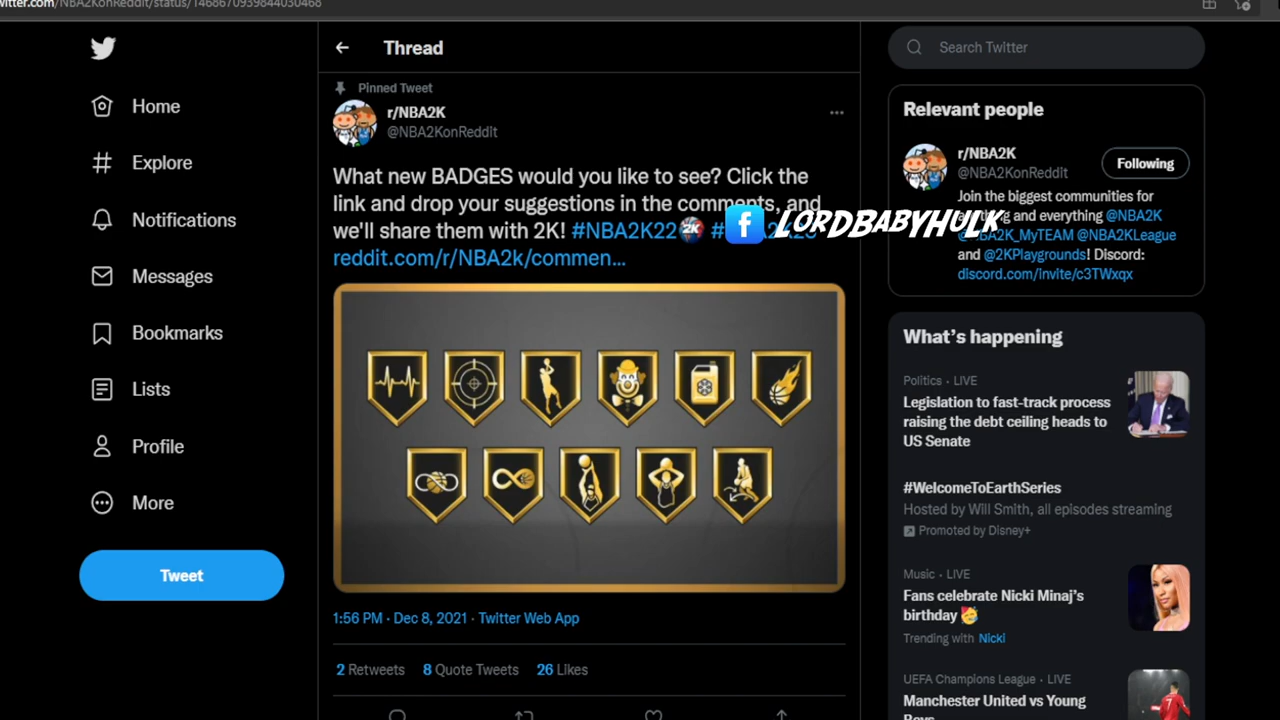 witter.com/NBA2KonReddit/status/1468670939844030468
Home
Explore
Notifications
Messages
Bookmarks
Lists
Profile
More
Tweet
Thread
Pinned Tweet
r/NBA2K
@NBA2KonReddit
What new BADGES would you like to see? Click the
link and drop your suggestions in the comments, and
we'll share them with 2K! #NBA2K22 2K
reddit.com/r/NBA2k/commen...
f LORDBABYHULK
1:56 PM · Dec 8, 2021 · Twitter Web App
2 Retweets 8 Quote Tweets 26 Likes
Search Twitter
Relevant people
r/NBA2K
@NBA2KonReddit
Following
Join the biggest communities for
and everything @NBA2K
@NBA2K_MyTEAM @NBA2KLeague
and @2KPlaygrounds! Discord:
discord.com/invite/c3TWxqx
What's happening
Politics · LIVE
Legislation to fast-track process
raising the debt ceiling heads to
US Senate
#WelcomeToEarthSeries
Hosted by Will Smith, all episodes streaming
Promoted by Disney+
Music · LIVE
Fans celebrate Nicki Minaj's
birthday
Trending with Nicki
UEFA Champions League · LIVE
Manchester United vs Young
Boys